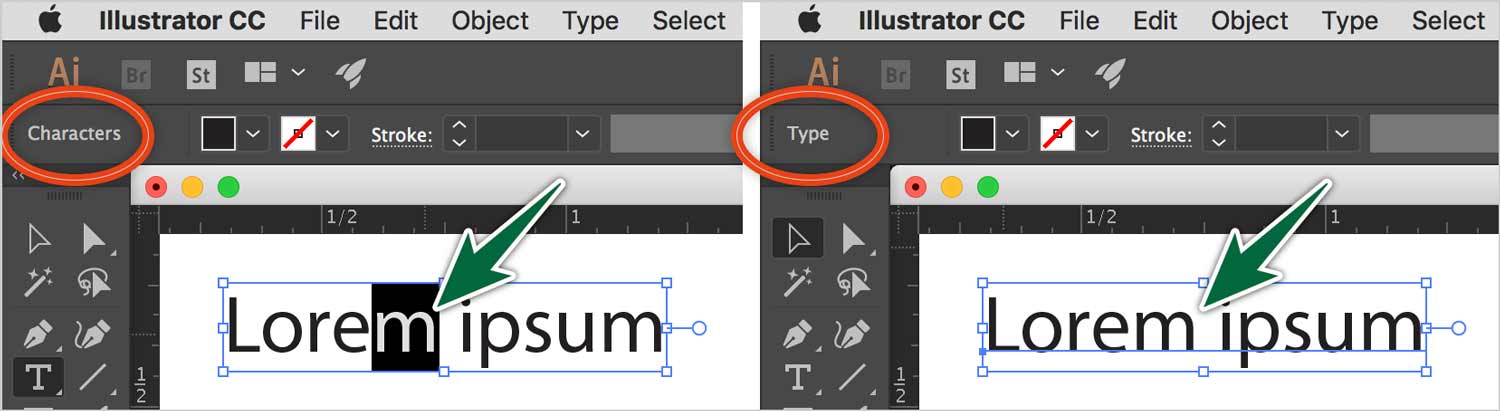 Illustrator CC File Edit Object Type Select
Ai Br St
Characters Stroke:
1/2 1
Lorem ipsum
T
1/2
Illustrator CC File Edit Object Type Select
Ai Br St
Type Stroke:
1/2 1
Lorem ipsum
T
1/2